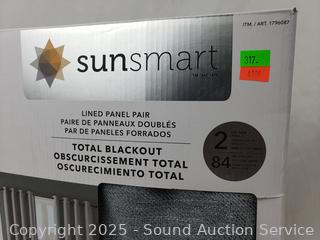 ITM. / ART. 1796087
sunsmart
317-
LINED PANEL PAIR
PAIRE DE PANNEAUX DOUBLÉS
PAR DE PANELES FORRADOS
TOTAL BLACKOUT
OBSCURCISSEMENT TOTAL
OSCURECIMIENTO TOTAL
2
84
Copyright 2025 - Sound Auction Service